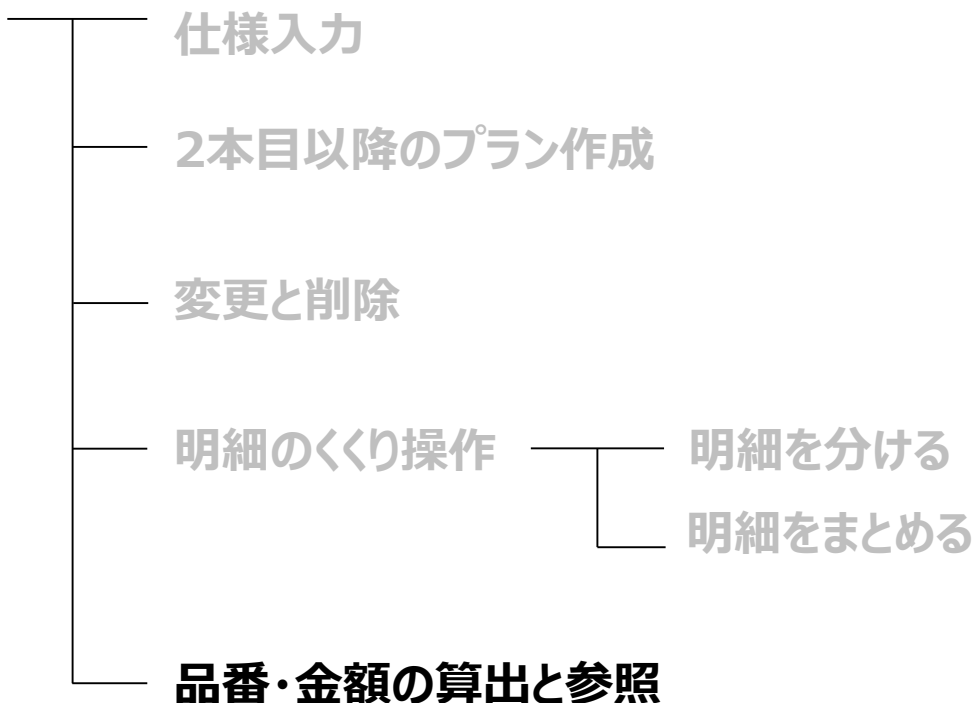 仕様入力
2本目以降のプラン作成
変更と削除
明細のくくり操作
明細を分ける
明細をまとめる
品番・金額の算出と参照